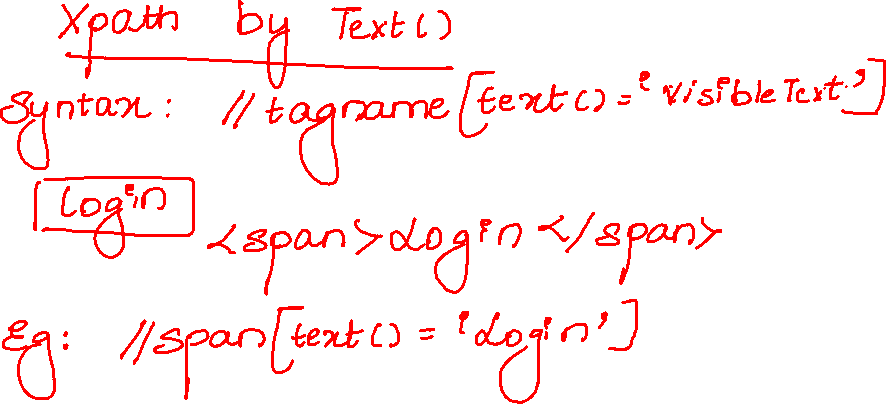 Xpath by Text()
Syntax: //tagname[text()='visibleText']
Login
<span>Login</span>
Eg: //span[text()='Login']